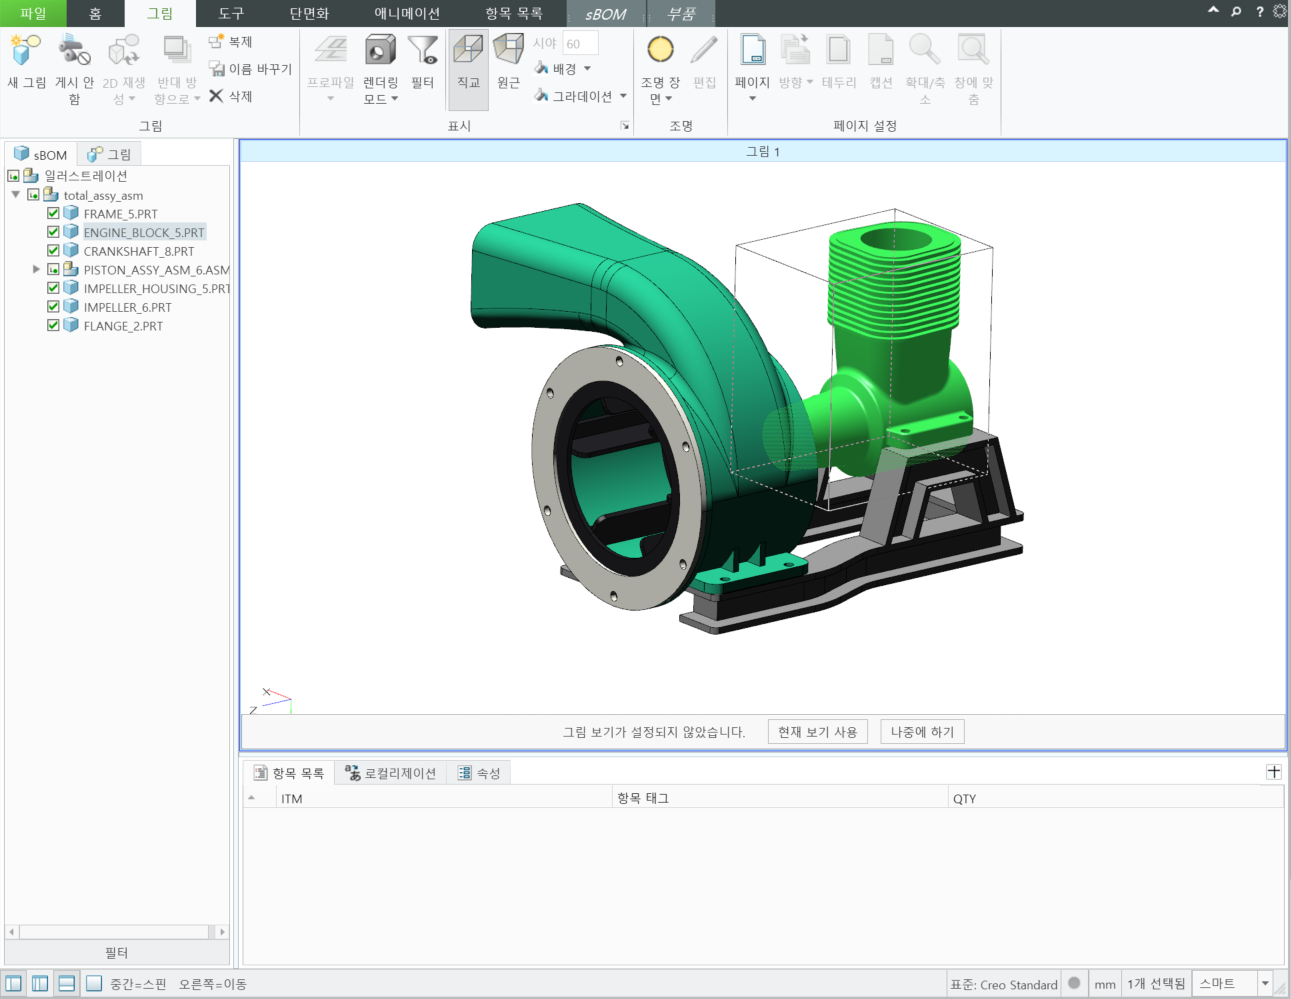 파일 홈 그림 도구 단면화 애니메이션 항목 목록 sBOM 부품 ?
새 그림
게시 안
함
2D 재생
성
반대 방
향으로
복제
이름 바꾸기
삭제
그림
프로파일
렌더링
모드
필터
직교
원근
시야 60
배경
그라데이션
표시
조명 장
면
편집
조명
페이지
방향
테두리
캡션
확대/축
소
창에 맞
춤
페이지 설정
sBOM 그림
일러스트레이션
total_assy_asm
FRAME_5.PRT
ENGINE_BLOCK_5.PRT
CRANKSHAFT_8.PRT
PISTON_ASSY_ASM_6.ASM
IMPELLER_HOUSING_5.PRT
IMPELLER_6.PRT
FLANGE_2.PRT
필터
그림 1
X
Z
그림 보기가 설정되지 않았습니다. 현재 보기 사용 나중에 하기
항목 목록 로컬리제이션 속성
ITM 항목 태그 QTY
중간=스핀 오른쪽=이동 표준: Creo Standard mm 1개 선택됨 스마트